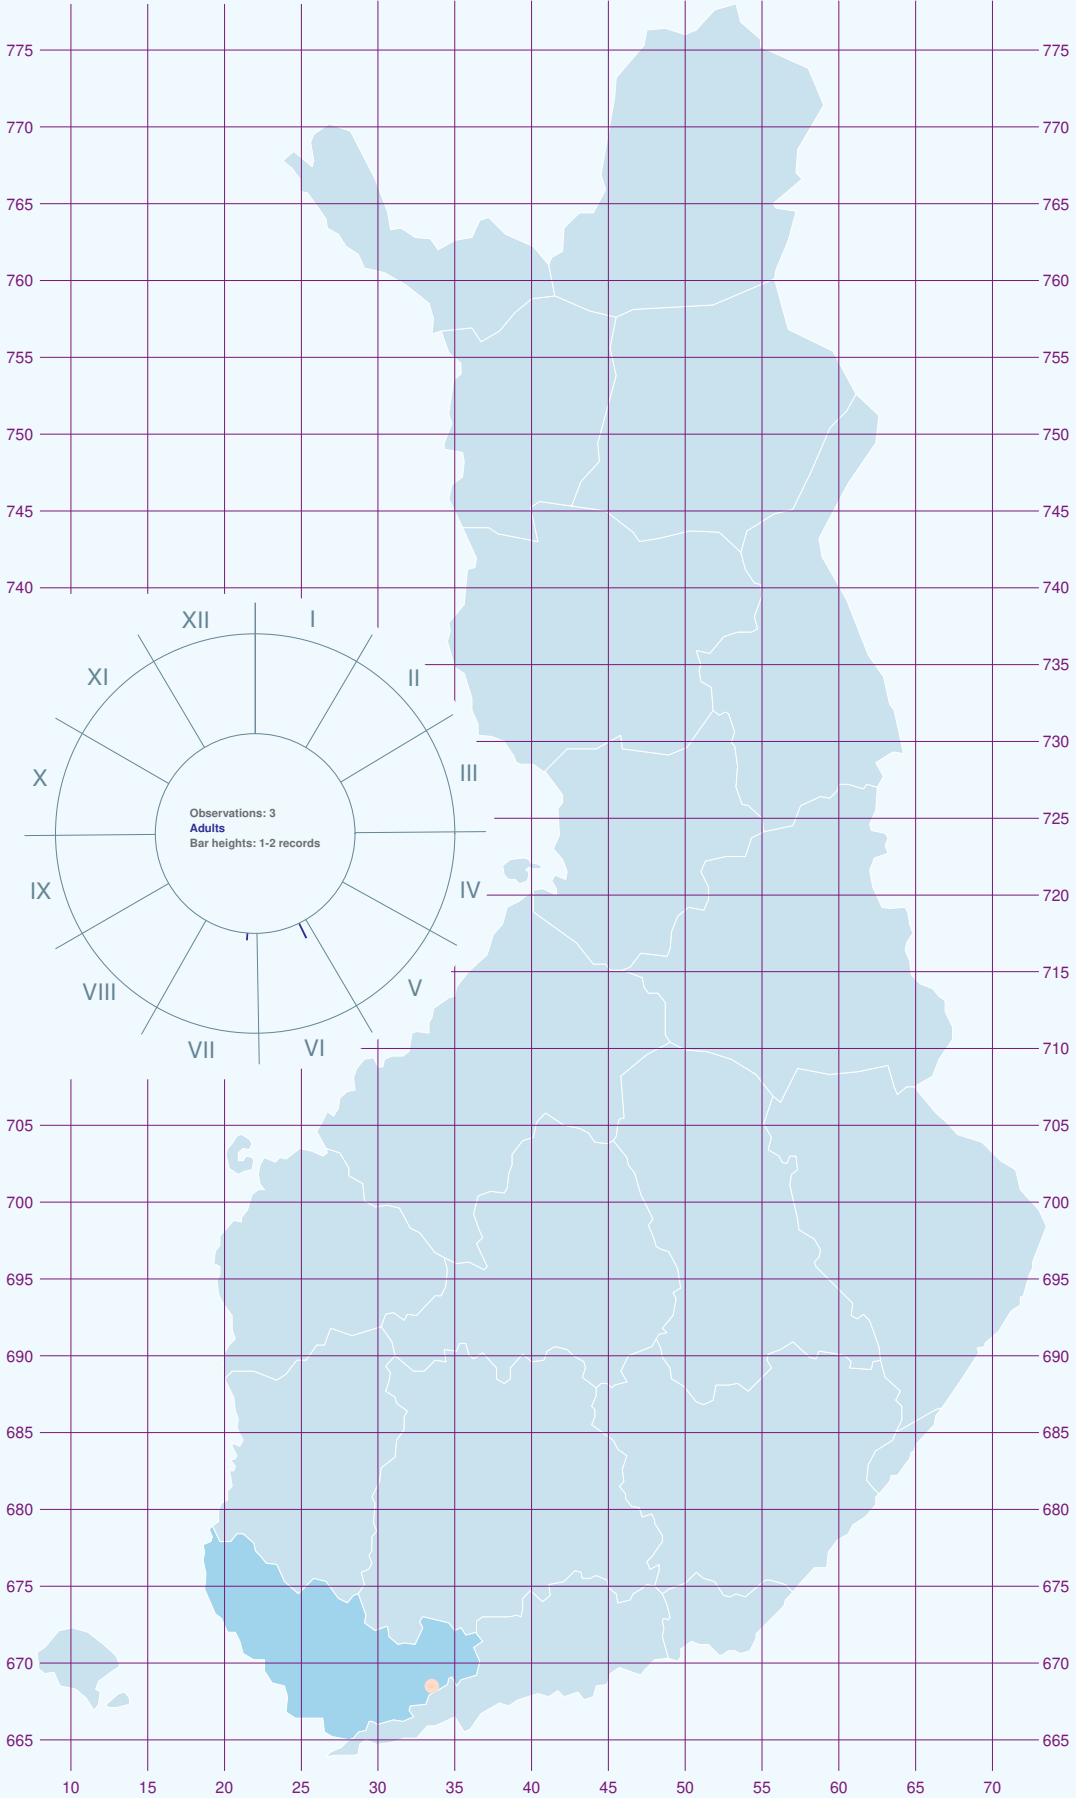 775 775
770 770
765 765
760 760
755 755
750 750
745 745
740 740
XII I
XI II
735
X III
730
Observations: 3
Adults
Bar heights: 1-2 records
725
IX IV
720
VIII V
715
VII VI
710
705 705
700 700
695 695
690 690
685 685
680 680
675 675
670 670
665 665
10 15 20 25 30 35 40 45 50 55 60 65 70